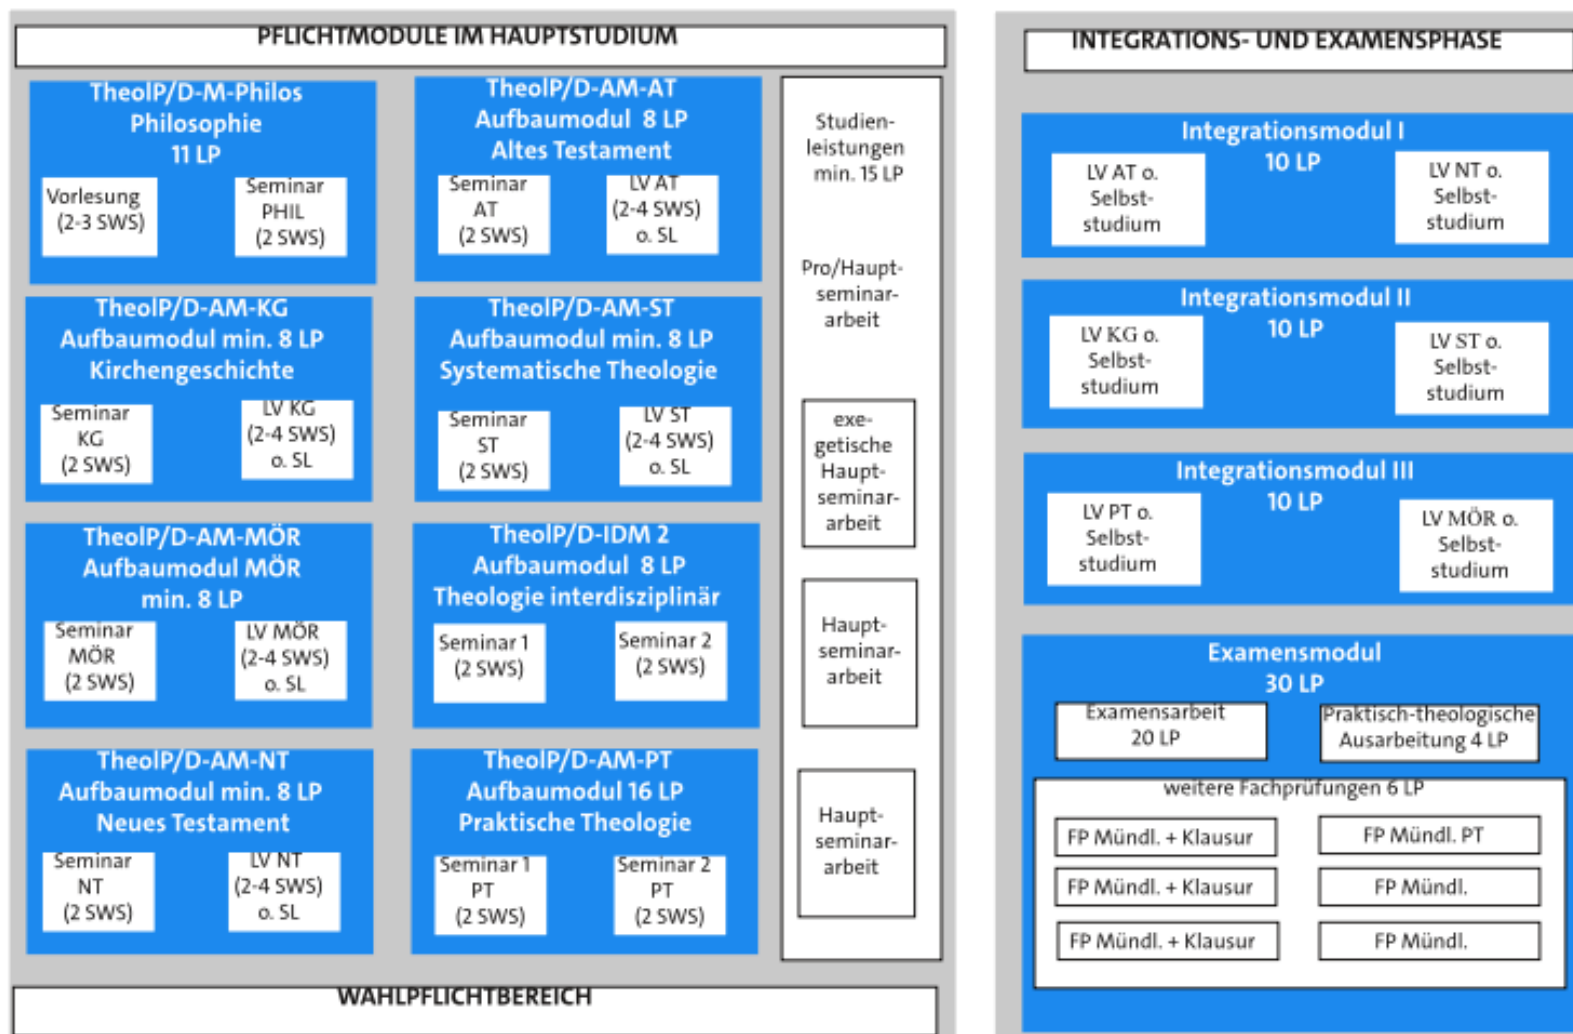 PFLICHTMODULE IM HAUPTSTUDIUM
TheolP/D-M-Philos
Philosophie
11 LP
Vorlesung
(2-3 SWS)
Seminar
PHIL
(2 SWS)
TheolP/D-AM-AT
Aufbaumodul 8 LP
Altes Testament
Seminar
AT
(2 SWS)
LV AT
(2-4 SWS)
o. SL
TheolP/D-AM-KG
Aufbaumodul min. 8 LP
Kirchengeschichte
Seminar
KG
(2 SWS)
LV KG
(2-4 SWS)
o. SL
TheolP/D-AM-ST
Aufbaumodul min. 8 LP
Systematische Theologie
Seminar
ST
(2 SWS)
LV ST
(2-4 SWS)
o. SL
TheolP/D-AM-MÖR
Aufbaumodul MÖR
min. 8 LP
Seminar
MÖR
(2 SWS)
LV MÖR
(2-4 SWS)
o. SL
TheolP/D-IDM 2
Aufbaumodul 8 LP
Theologie interdisziplinär
Seminar 1
(2 SWS)
Seminar 2
(2 SWS)
TheolP/D-AM-NT
Aufbaumodul min. 8 LP
Neues Testament
Seminar
NT
(2 SWS)
LV NT
(2-4 SWS)
o. SL
TheolP/D-AM-PT
Aufbaumodul 16 LP
Praktische Theologie
Seminar 1
PT
(2 SWS)
Seminar 2
PT
(2 SWS)
Studien-
leistungen
min. 15 LP
Pro/Haupt-
seminar-
arbeit
exe-
getische
Haupt-
seminar-
arbeit
Haupt-
seminar-
arbeit
Haupt-
seminar-
arbeit
WAHLPFLICHTBEREICH
INTEGRATIONS- UND EXAMENSPHASE
Integrationsmodul I
10 LP
LV AT o.
Selbst-
studium
LV NT o.
Selbst-
studium
Integrationsmodul II
10 LP
LV KG o.
Selbst-
studium
LV ST o.
Selbst-
studium
Integrationsmodul III
10 LP
LV PT o.
Selbst-
studium
LV MÖR o.
Selbst-
studium
Examensmodul
30 LP
Examensarbeit
20 LP
Praktisch-theologische
Ausarbeitung 4 LP
weitere Fachprüfungen 6 LP
FP Mündl. + Klausur
FP Mündl. PT
FP Mündl. + Klausur
FP Mündl.
FP Mündl. + Klausur
FP Mündl.